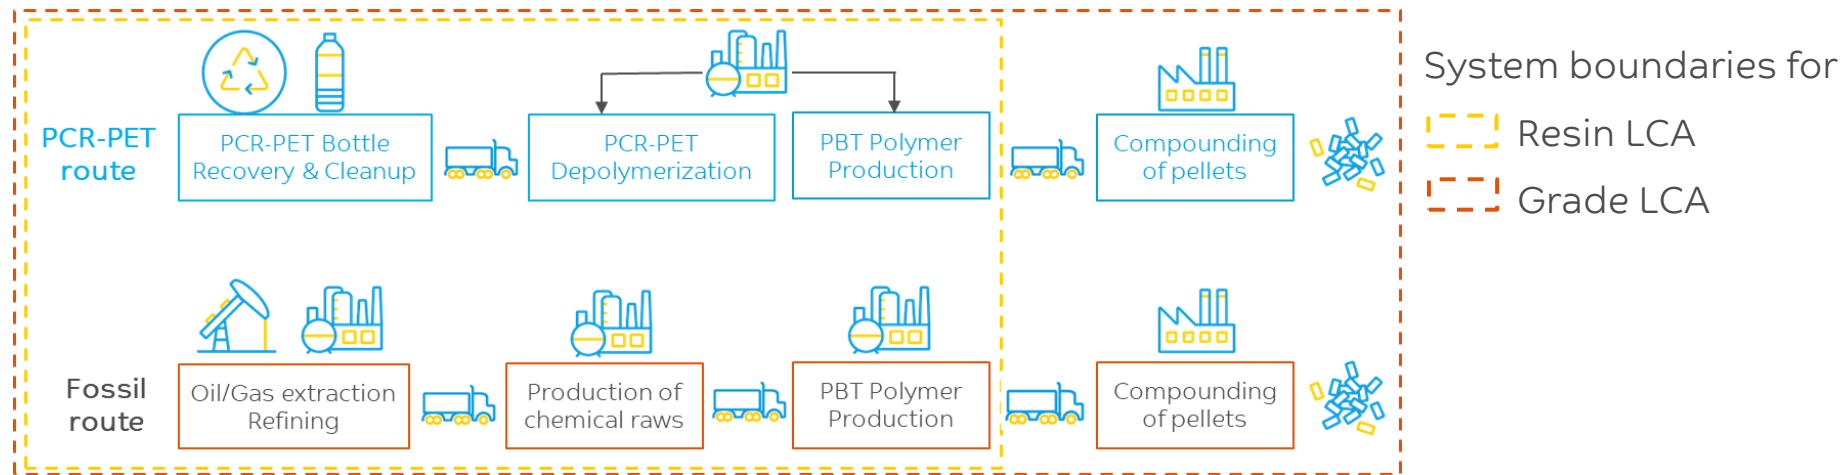 PCR-PET
route
PCR-PET Bottle
Recovery & Cleanup
PCR-PET
Depolymerization
PBT Polymer
Production
Compounding
of pellets
Fossil
route
Oil/Gas extraction
Refining
Production of
chemical raws
PBT Polymer
Production
Compounding
of pellets
System boundaries for
Resin LCA
Grade LCA